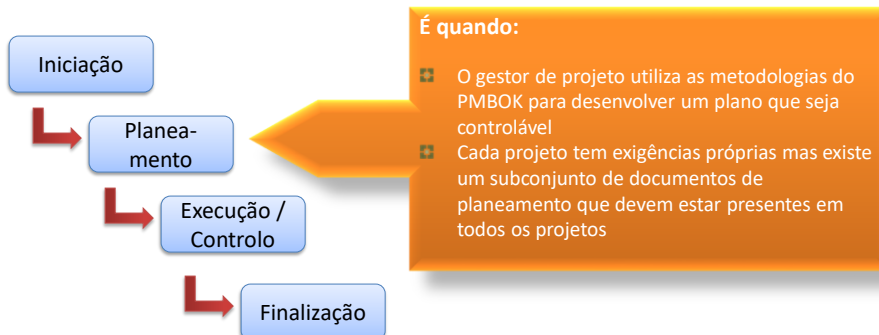 Iniciação
Planea-
mento
Execução /
Controlo
Finalização
É quando:
O gestor de projeto utiliza as metodologias do
PMBOK para desenvolver um plano que seja
controlável
Cada projeto tem exigências próprias mas existe
um subconjunto de documentos de
planeamento que devem estar presentes em
todos os projetos